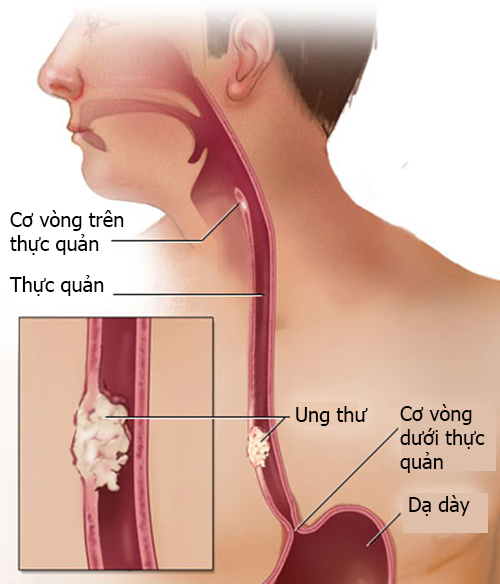 Cơ vòng trên
thực quản
Thực quản
Ung thư
Cơ vòng
dưới thực
quản
Dạ dày